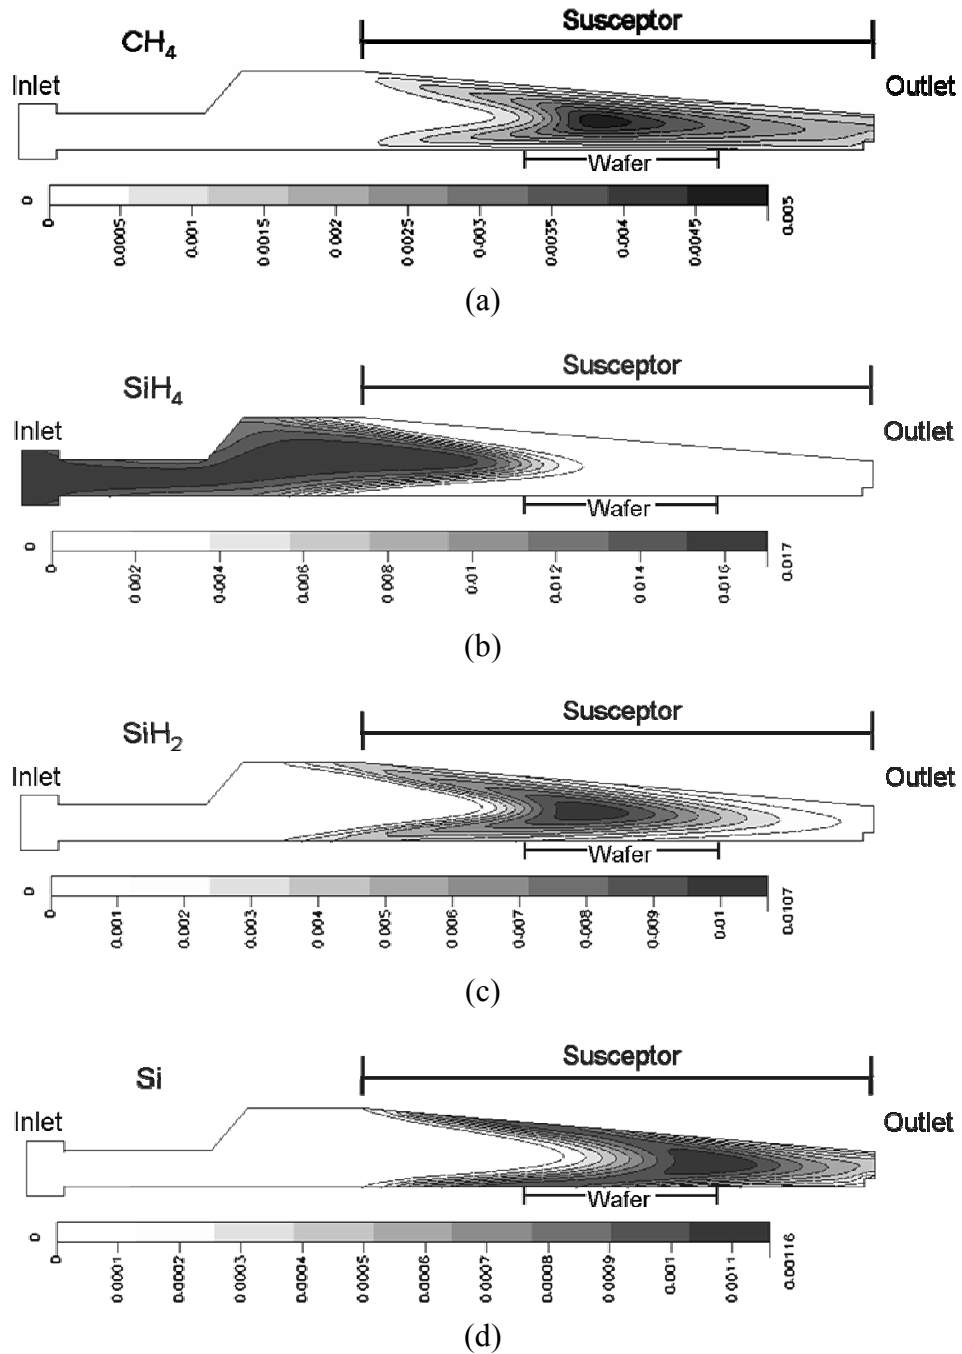 Susceptor
CH4
Inlet
Outlet
Wafer
0
0 0.0005 0.001 0.0015 0.002 0.0025 0.003 0.0035 0.004 0.0045 0.005
(a)
Susceptor
SiH4
Inlet
Outlet
Wafer
0
0 0.002 0.004 0.006 0.008 0.01 0.012 0.014 0.016 0.017
(b)
Susceptor
SiH2
Inlet
Outlet
Wafer
0
0 0.001 0.002 0.003 0.004 0.005 0.006 0.007 0.008 0.009 0.01 0.0107
(c)
Susceptor
Si
Inlet
Outlet
Wafer
0
0 0.0001 0.0002 0.0003 0.0004 0.0005 0.0006 0.0007 0.0008 0.0009 0.001 0.0011 0.00116
(d)